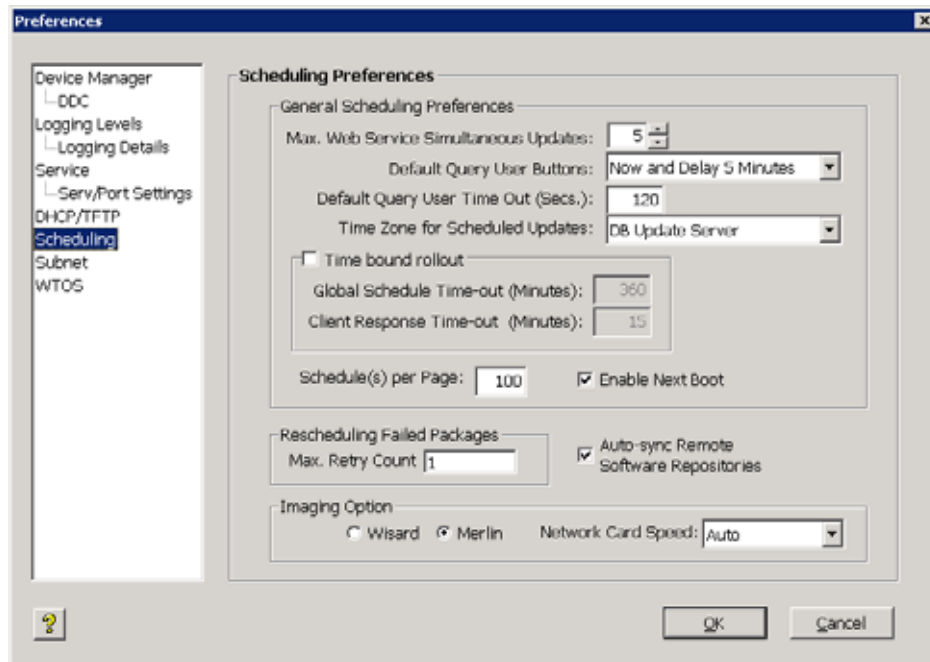 Preferences
Device Manager
DDC
Logging Levels
Logging Details
Service
Serv/Port Settings
DHCP/TFTP
Scheduling
Subnet
WTOS
Scheduling Preferences
General Scheduling Preferences
Max. Web Service Simultaneous Updates: 5
Default Query User Buttons: Now and Delay 5 Minutes
Default Query User Time Out (Secs.): 120
Time Zone for Scheduled Updates: DB Update Server
Time bound rollout
Global Schedule Time-out (Minutes): 360
Client Response Time-out (Minutes): 15
Schedule(s) per Page: 100 Enable Next Boot
Rescheduling Failed Packages
Max. Retry Count 1
Auto-sync Remote
Software Repositories
Imaging Option
Wisard Merlin Network Card Speed: Auto
? OK Cancel